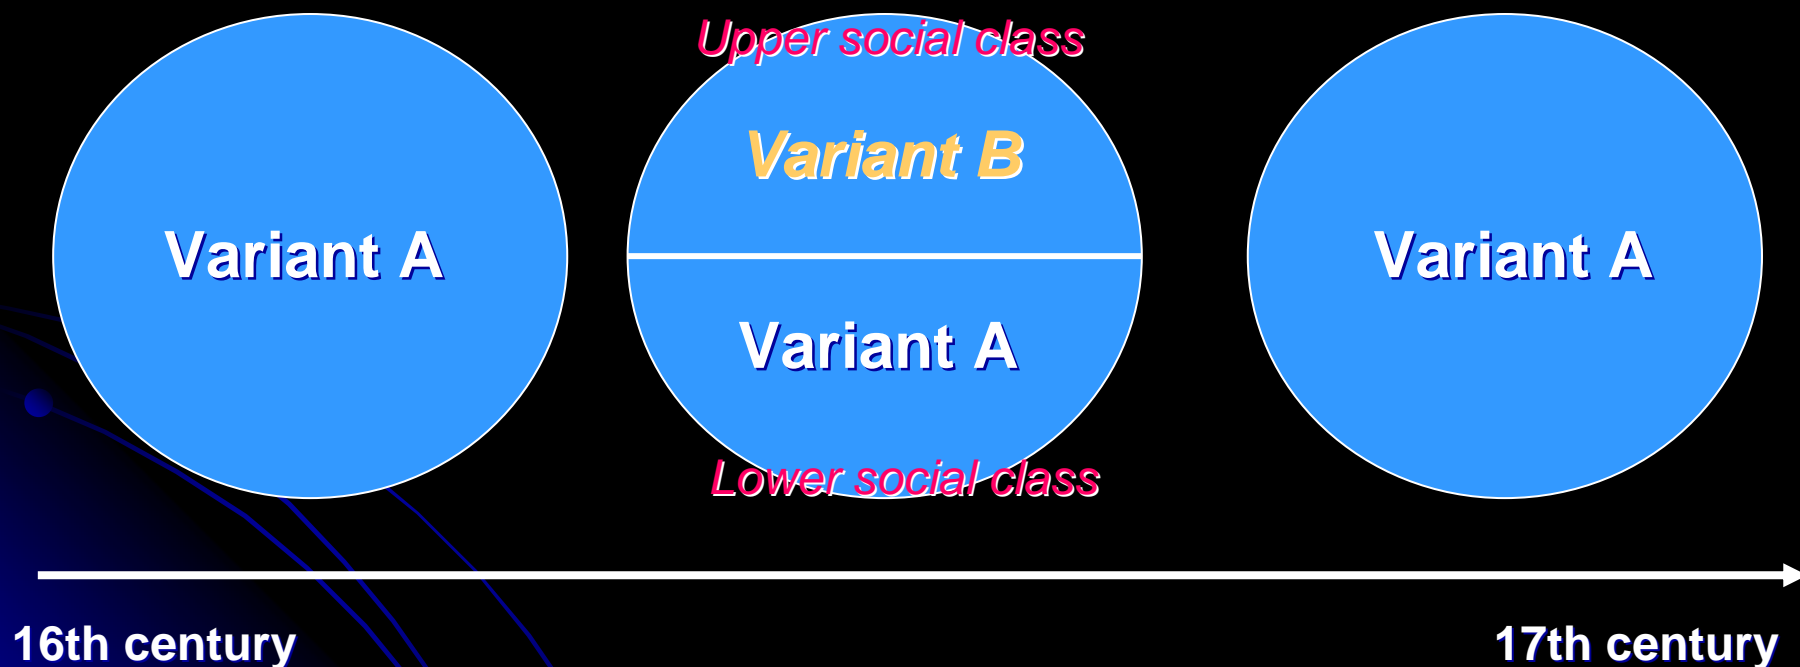 Upper social class
Variant B
Variant A
Variant A
Variant A
Lower social class
16th century
17th century